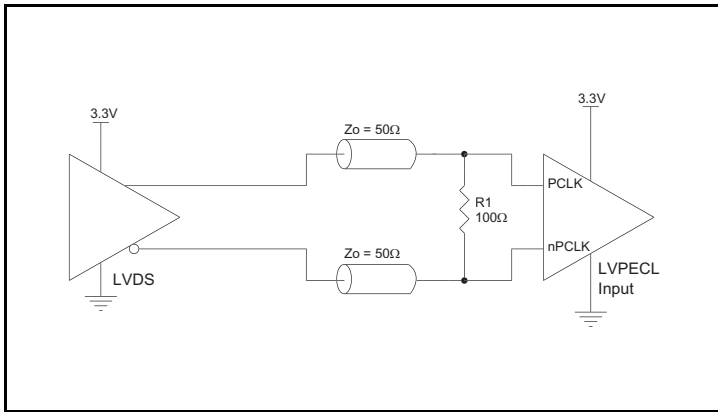 3.3V
3.3V
Zo = 50Ω
PCLK
R1
100Ω
nPCLK
Zo = 50Ω
LVDS
LVPECL
Input